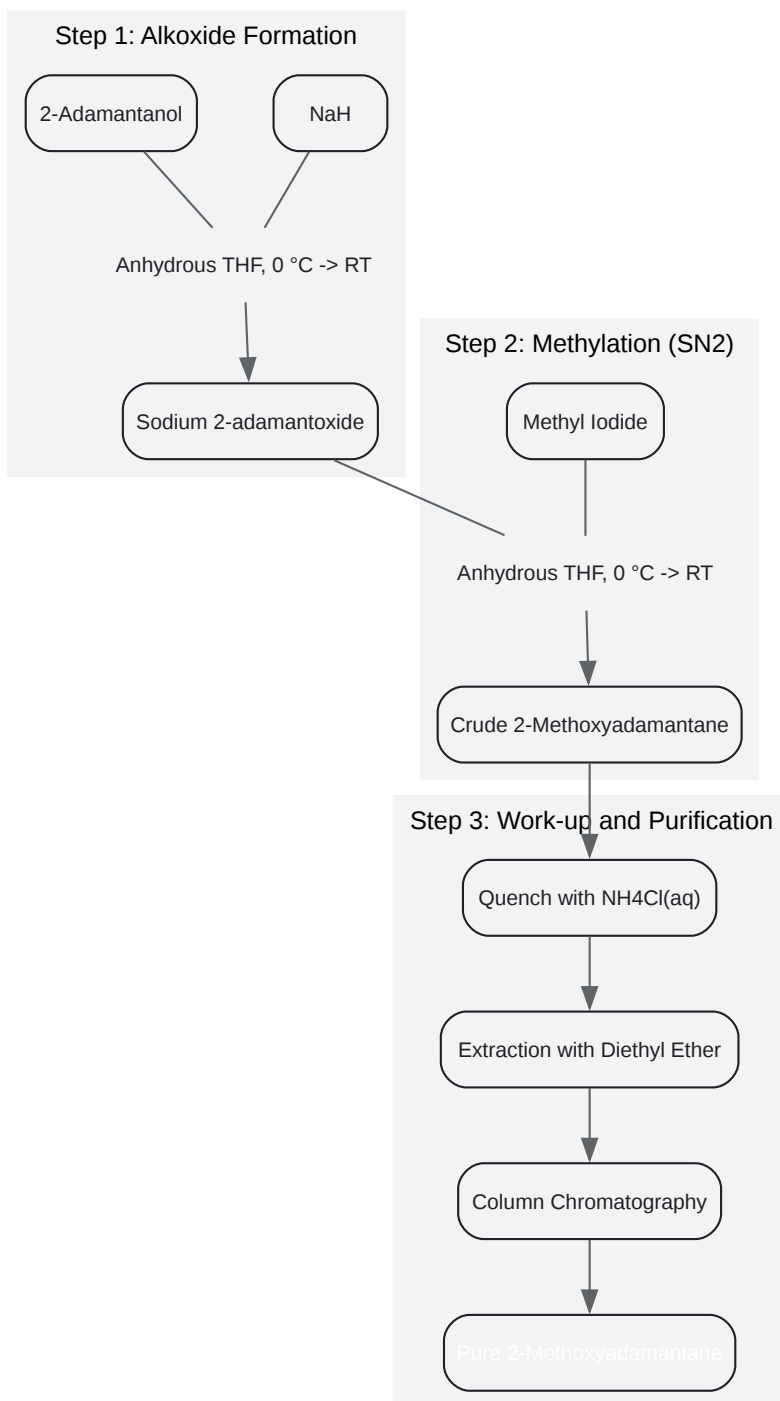 Step 1: Alkoxide Formation
2-Adamantanol
NaH
Anhydrous THF, 0 °C -> RT
Sodium 2-adamantoxide
Step 2: Methylation (SN2)
Methyl Iodide
Anhydrous THF, 0 °C -> RT
Crude 2-Methoxyadamantane
Step 3: Work-up and Purification
Quench with NH4Cl(aq)
Extraction with Diethyl Ether
Column Chromatography
Pure 2-Methoxyadamantane